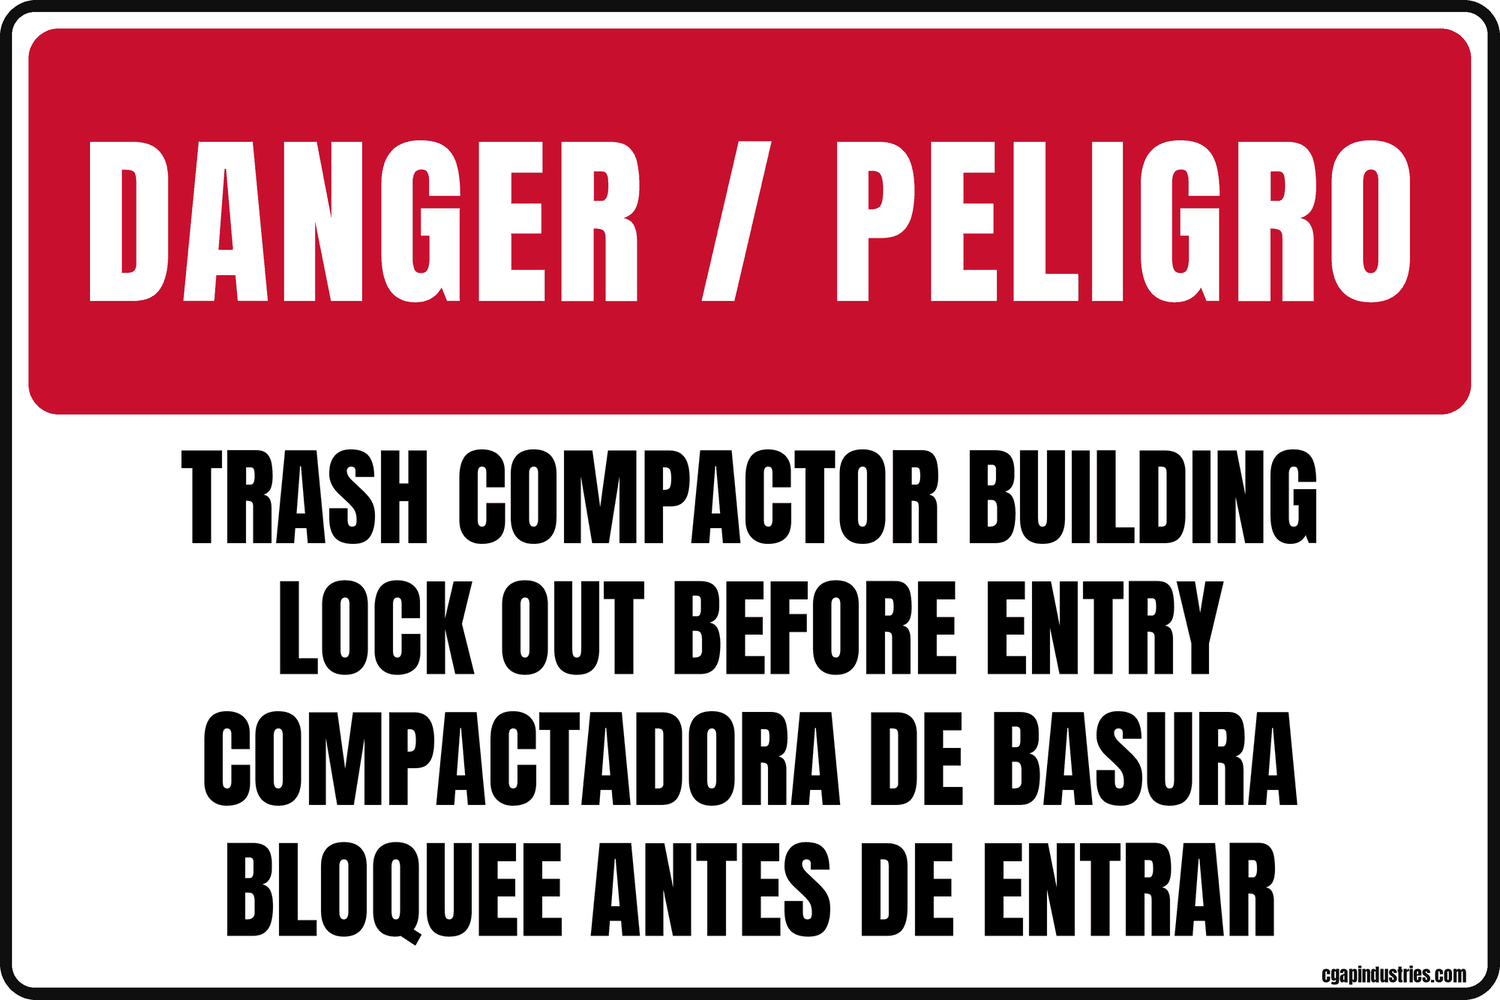 DANGER / PELIGRO
TRASH COMPACTOR BUILDING
LOCK OUT BEFORE ENTRY
COMPACTADORA DE BASURA
BLOQUEE ANTES DE ENTRAR
cgapindustries.com